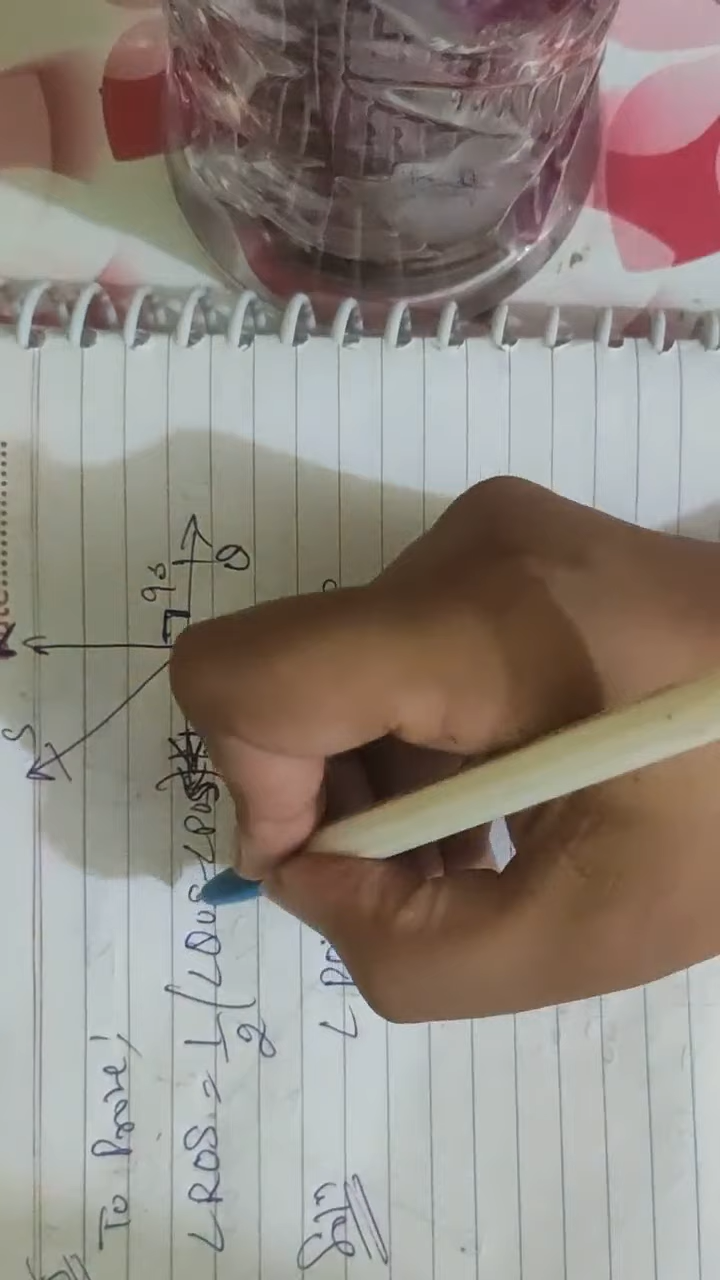 S
90
Q
To Prove!
∠ROS = 1/2 (∠QOS - ∠POS)
Soln